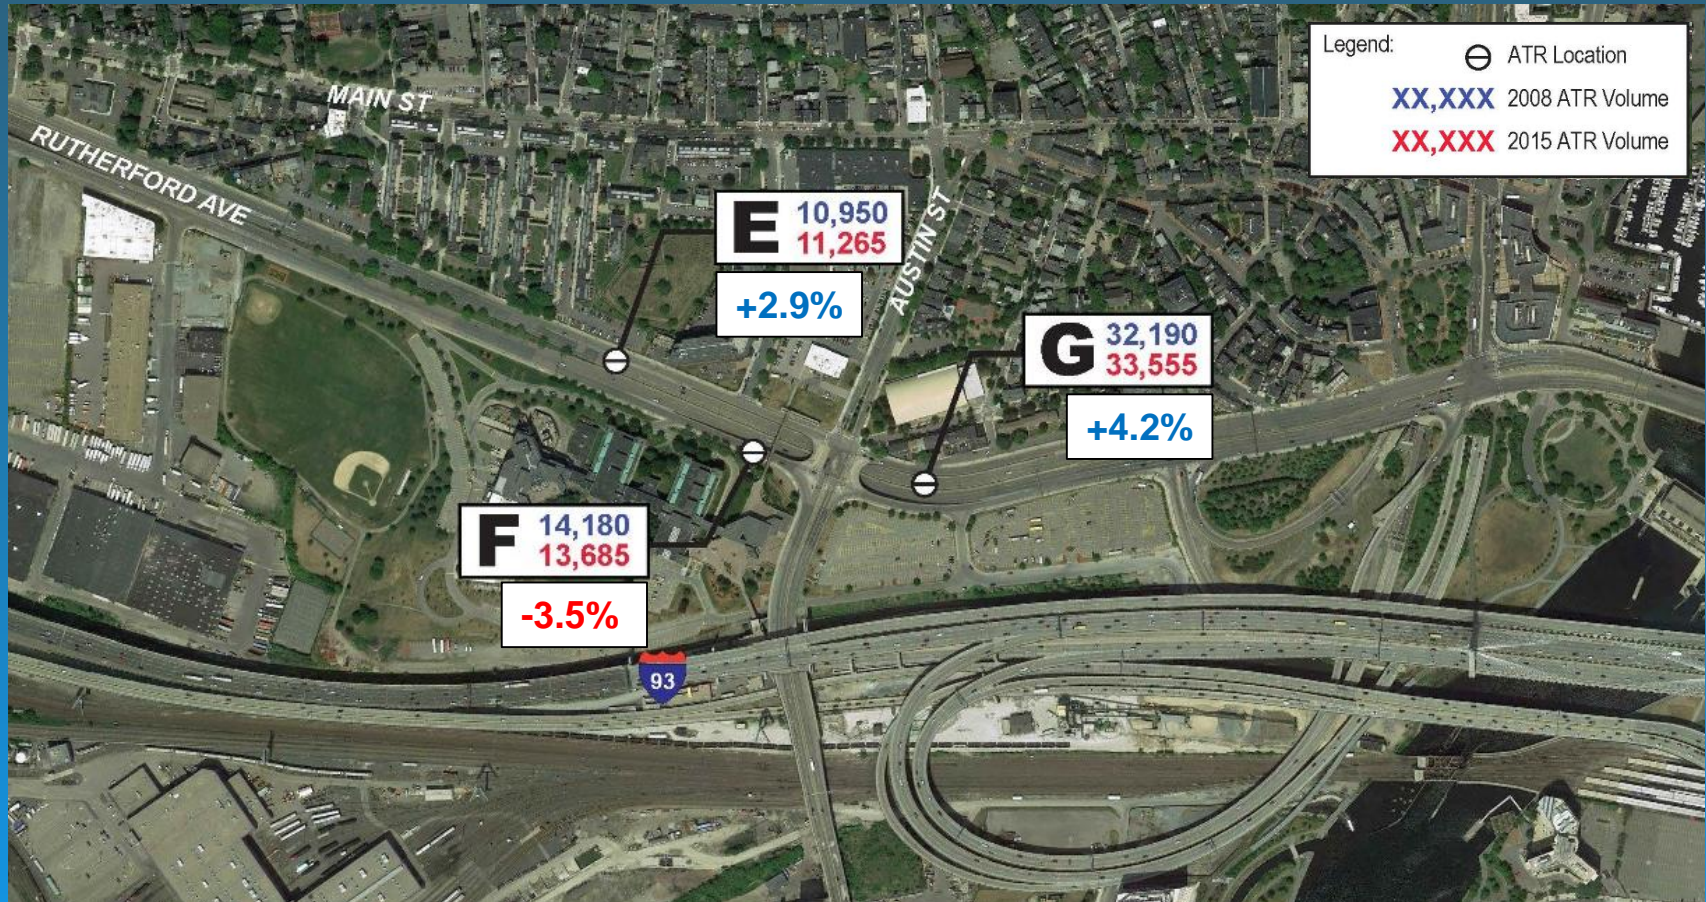 Legend:
ATR Location
XX,XXX 2008 ATR Volume
XX,XXX 2015 ATR Volume
MAIN ST
RUTHERFORD AVE
AUSTIN ST
E 10,950
11,265
+2.9%
G 32,190
33,555
+4.2%
F 14,180
13,685
-3.5%
93